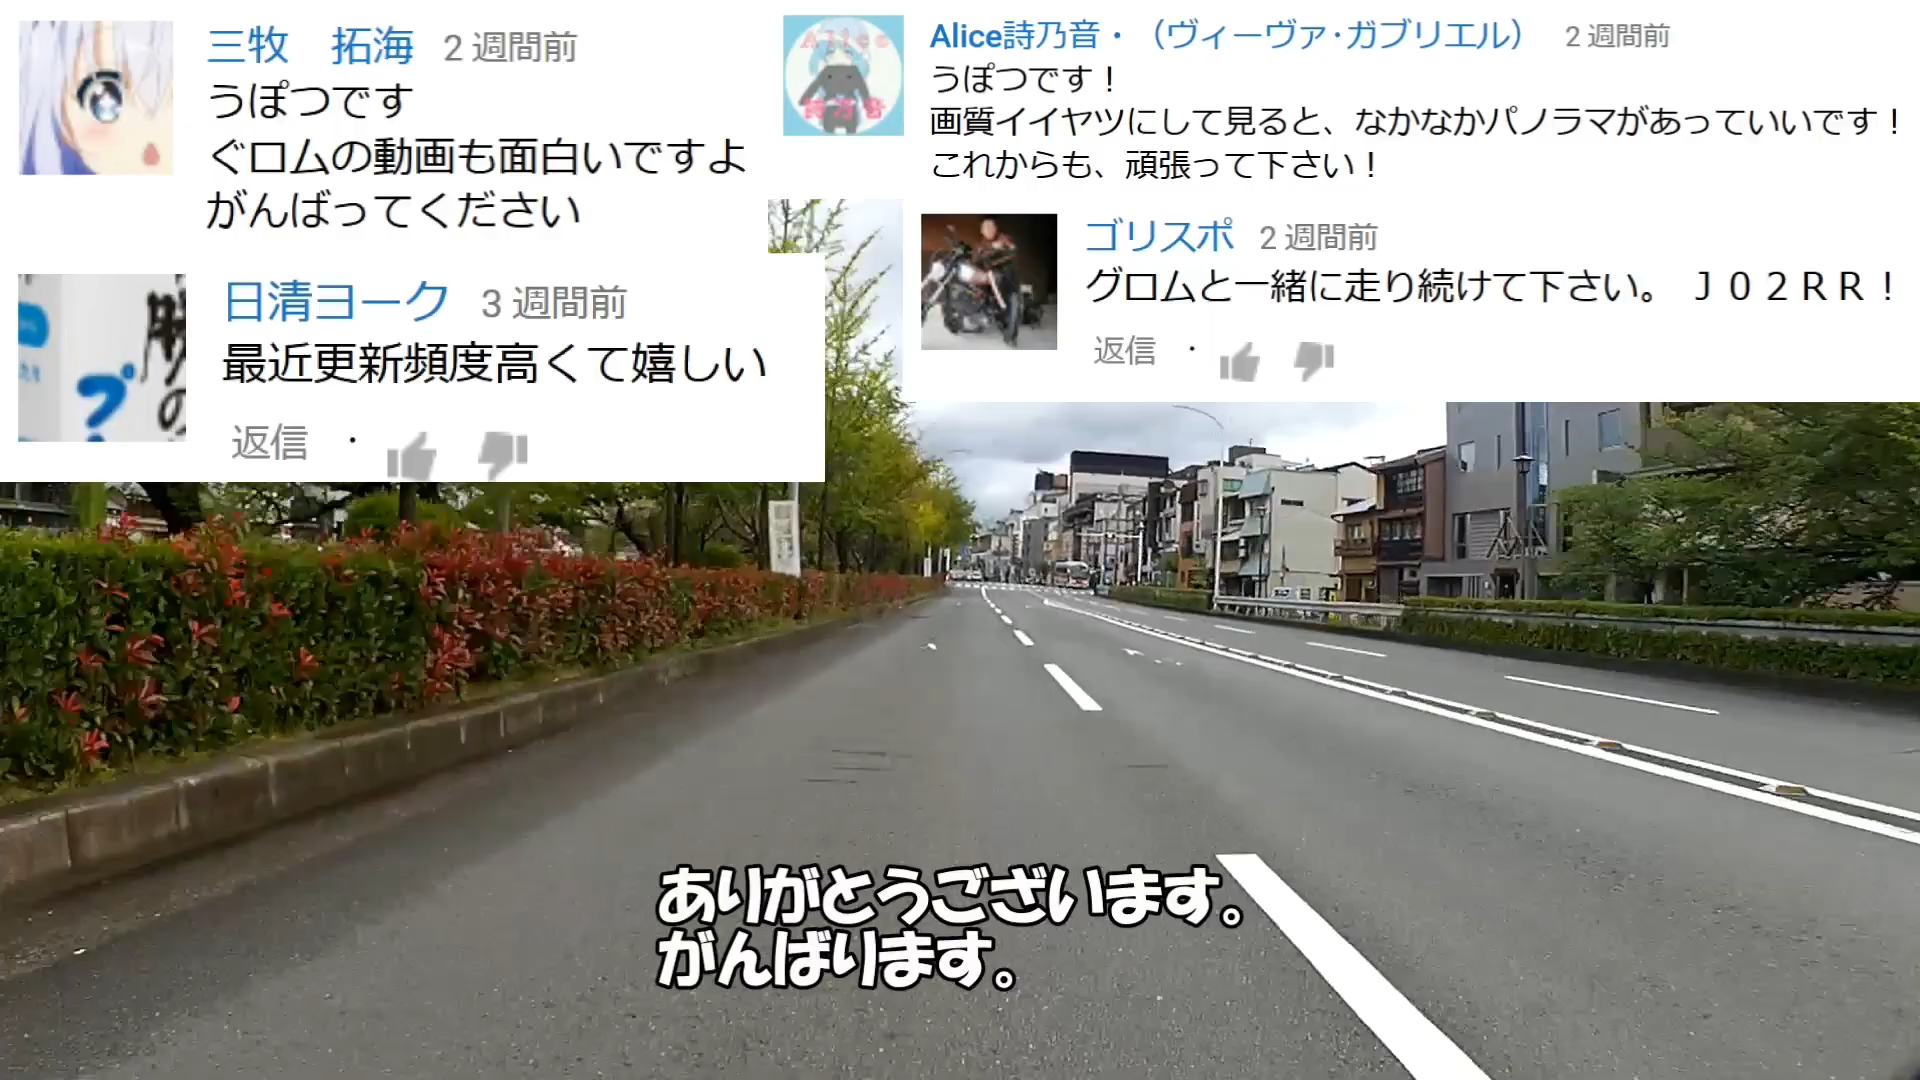 三牧　拓海 2 週間前
うぽつです
ぐロムの動画も面白いですよ
がんばってください
日清ヨーク 3 週間前
最近更新頻度高くて嬉しい
返信 ・
Alice詩乃音・（ヴィーヴァ・ガブリエル） 2 週間前
うぽつです！
画質イイヤツにして見ると、なかなかパノラマがあっていいです！
これからも、頑張って下さい！
Alice
詩乃音
ゴリスポ 2 週間前
グロムと一緒に走り続けて下さい。 ＪＯ２ＲＲ！
返信 ・
ありがとうございます。
がんばります。